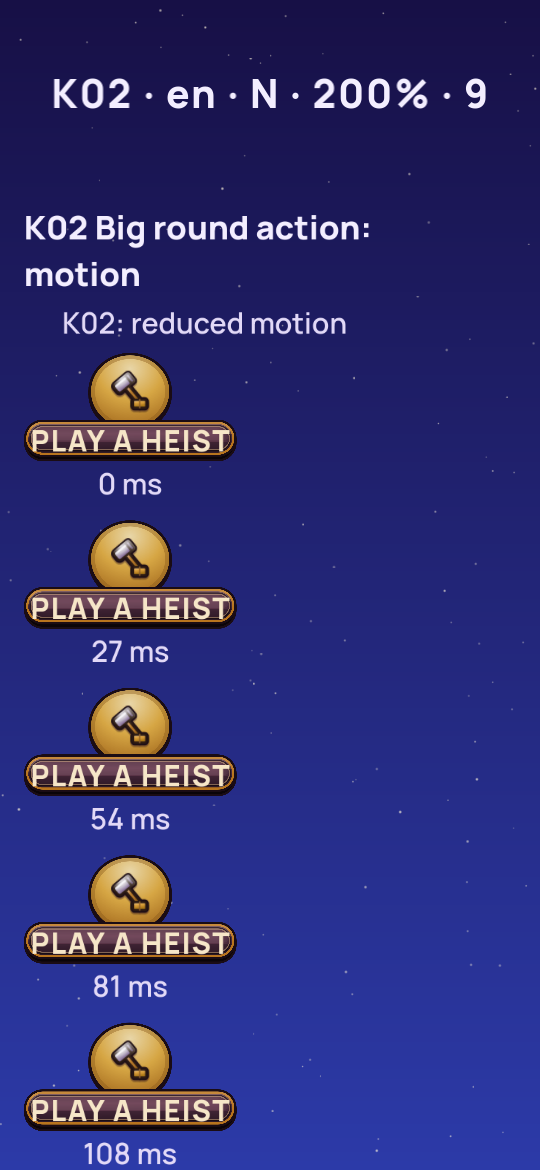 K02 · en · N · 200% · 9
K02 Big round action:
motion
K02: reduced motion
PLAY A HEIST
0 ms
PLAY A HEIST
27 ms
PLAY A HEIST
54 ms
PLAY A HEIST
81 ms
PLAY A HEIST
108 ms